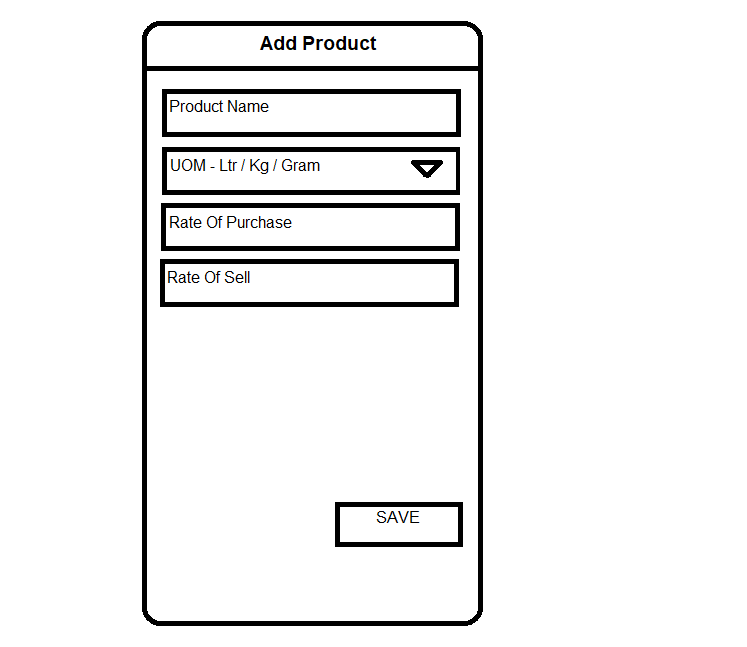 Add Product
Product Name
UOM - Ltr / Kg / Gram
Rate Of Purchase
Rate Of Sell
SAVE